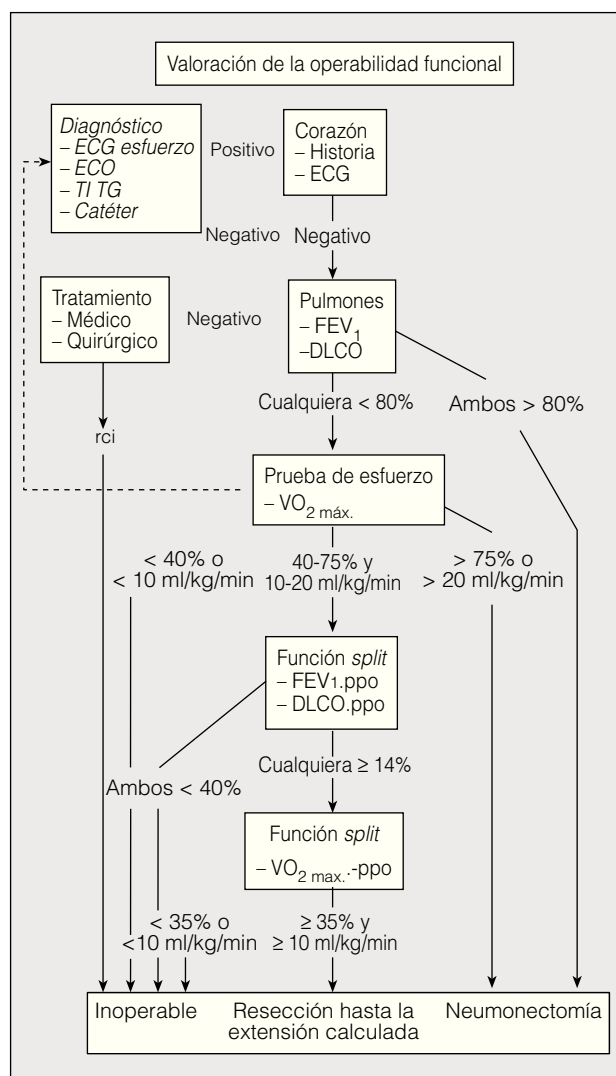 Valoración de la operabilidad funcional
Diagnóstico
– ECG esfuerzo
– ECO
– TI TG
– Catéter
Positivo
Corazón
– Historia
– ECG
Negativo
Negativo
Tratamiento
– Médico
– Quirúrgico
Negativo
Pulmones
– FEV1
–DLCO
Cualquiera < 80%
Ambos > 80%
rci
Prueba de esfuerzo
– VO2 máx.
< 40% o
< 10 ml/kg/min
40-75% y
10-20 ml/kg/min
> 75% o
> 20 ml/kg/min
Función split
– FEV1.ppo
– DLCO.ppo
Ambos < 40%
Cualquiera ≥ 14%
Función split
– VO2 max.-ppo
< 35% o
<10 ml/kg/min
≥ 35% y
≥ 10 ml/kg/min
Inoperable
Resección hasta la
extensión calculada
Neumonectomía